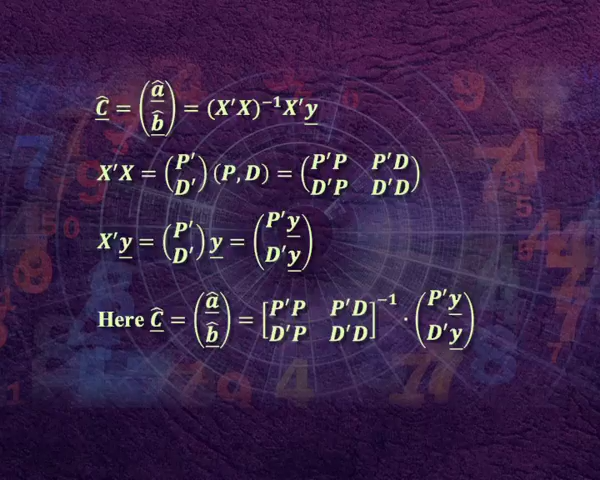 Ĉ = (â b̂) = (X′X)⁻¹X′y
X′X = (P′ D′) (P, D) = (P′P P′D D′P D′D)
X′y = (P′ D′) y = (P′y D′y)
Here Ĉ = (â b̂) = [P′P P′D D′P D′D]⁻¹ · (P′y D′y)